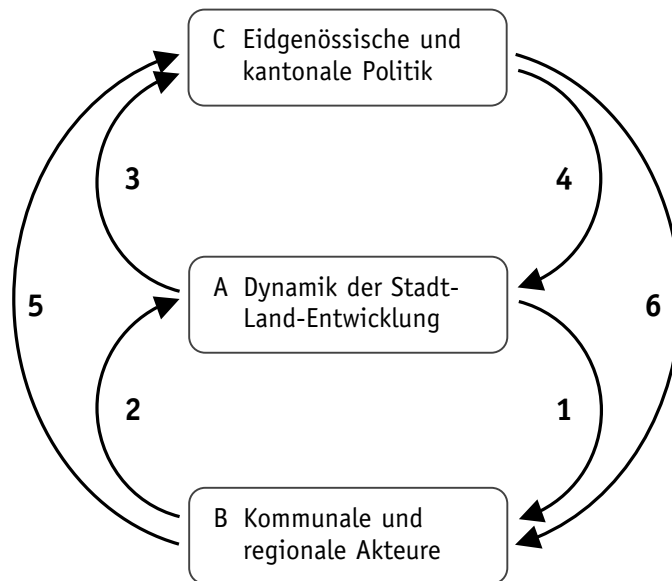 C Eidgenössische und
kantonale Politik
3
4
A Dynamik der Stadt-
Land-Entwicklung
5
6
2
1
B Kommunale und
regionale Akteure